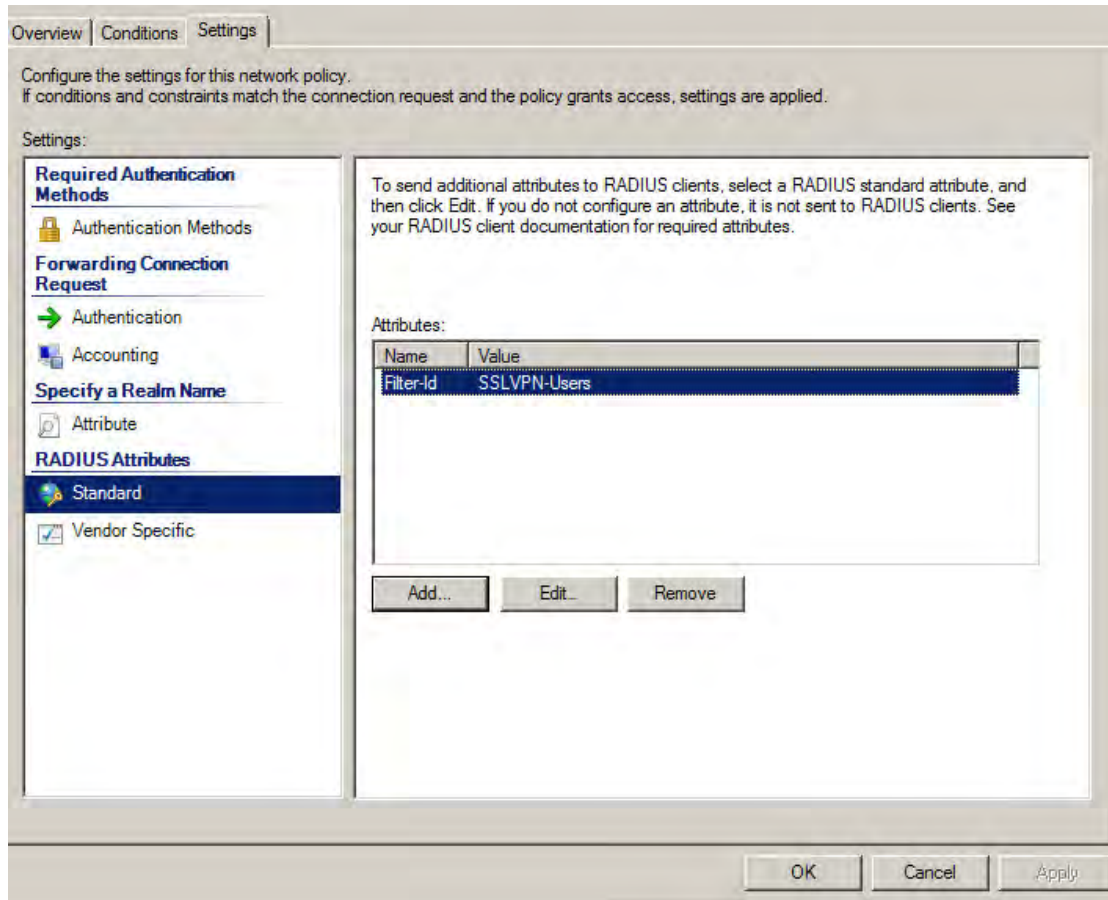 Overview
Conditions
Settings
Configure the settings for this network policy.
If conditions and constraints match the connection request and the policy grants access, settings are applied.
Settings:
Required Authentication
Methods
Authentication Methods
Forwarding Connection
Request
Authentication
Accounting
Specify a Realm Name
Attribute
RADIUS Attributes
Standard
Vendor Specific
To send additional attributes to RADIUS clients, select a RADIUS standard attribute, and
then click Edit. If you do not configure an attribute, it is not sent to RADIUS clients. See
your RADIUS client documentation for required attributes.
Attributes:
Name Value
Filter-Id SSLVPN-Users
Add... Edit... Remove
OK Cancel Apply